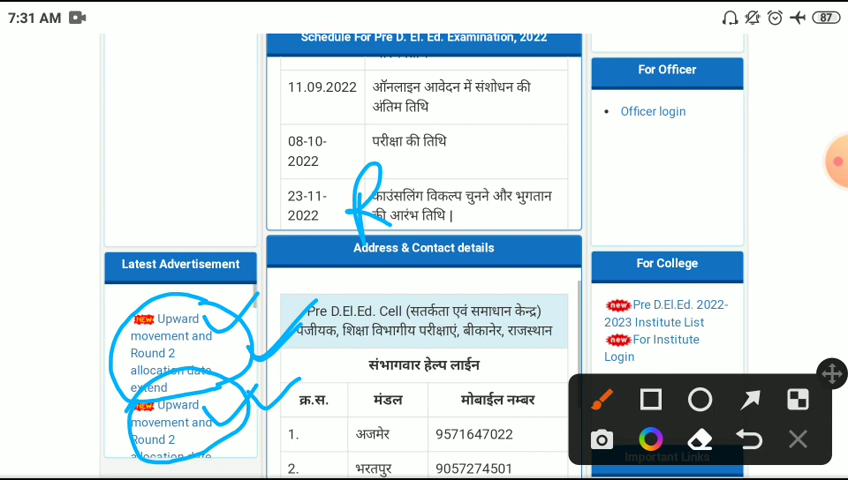 7:31 AM
87
Schedule For Pre D. El. Ed. Examination, 2022
11.09.2022 ऑनलाइन आवेदन में संशोधन की
अंतिम तिथि
08-10- परीक्षा की तिथि
2022
23-11- काउंसलिंग विकल्प चुनने और भुगतान
2022 की आरंभ तिथि |
R
Latest Advertisement
new Upward
movement and
Round 2
allocation date
extend
new Upward
movement and
Round 2
allocation date
Address & Contact details
Pre D.El.Ed. Cell (सतर्कता एवं समाधान केन्द्र)
पंजीयक, शिक्षा विभागीय परीक्षाएं, बीकानेर, राजस्थान
संभागवार हेल्प लाईन
क्र.स. मंडल मोबाईल नम्बर
1. अजमेर 9571647022
2. भरतपुर 9057274501
For Officer
Officer login
For College
new Pre D.El.Ed. 2022-
2023 Institute List
new For Institute
Login
Important Links